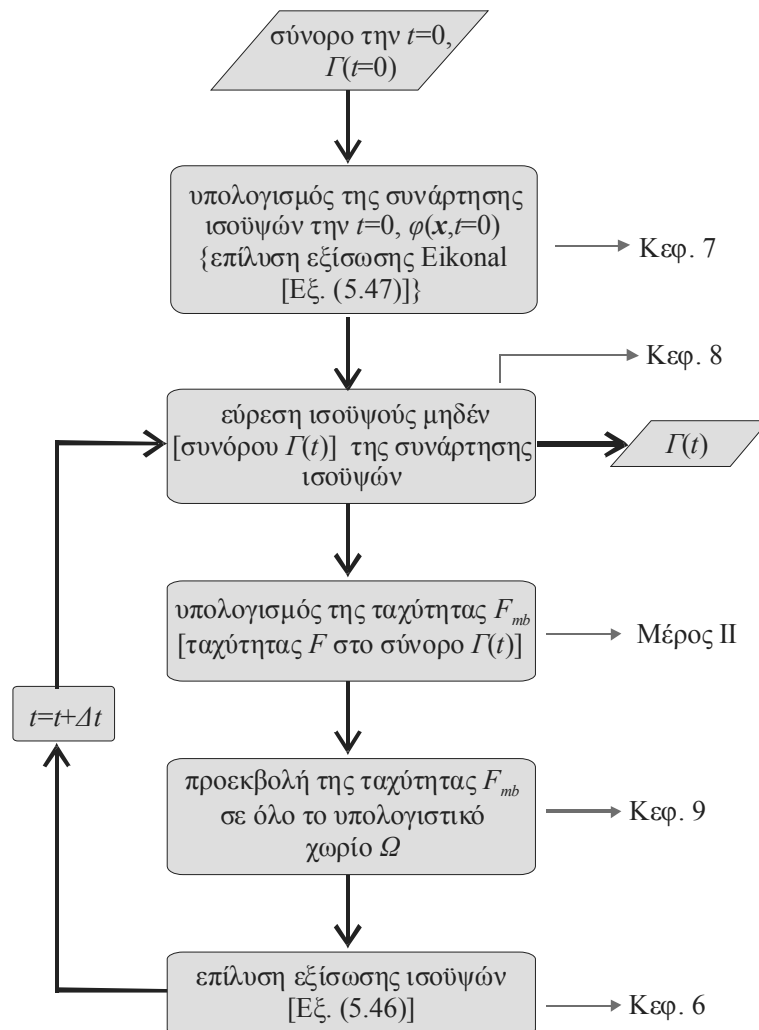 σύνορο την t=0,
Γ(t=0)
υπολογισμός της συνάρτησης
ισοϋψών την t=0, φ(x,t=0)
{επίλυση εξίσωσης Eikonal
[Εξ. (5.47)]}
Κεφ. 7
Κεφ. 8
εύρεση ισοϋψούς μηδέν
[συνόρου Γ(t)] της συνάρτησης
ισοϋψών
Γ(t)
υπολογισμός της ταχύτητας F_mb
[ταχύτητας F στο σύνορο Γ(t)]
Μέρος II
t=t+Δt
προεκβολή της ταχύτητας F_mb
σε όλο το υπολογιστικό
χωρίο Ω
Κεφ. 9
επίλυση εξίσωσης ισοϋψών
[Εξ. (5.46)]
Κεφ. 6